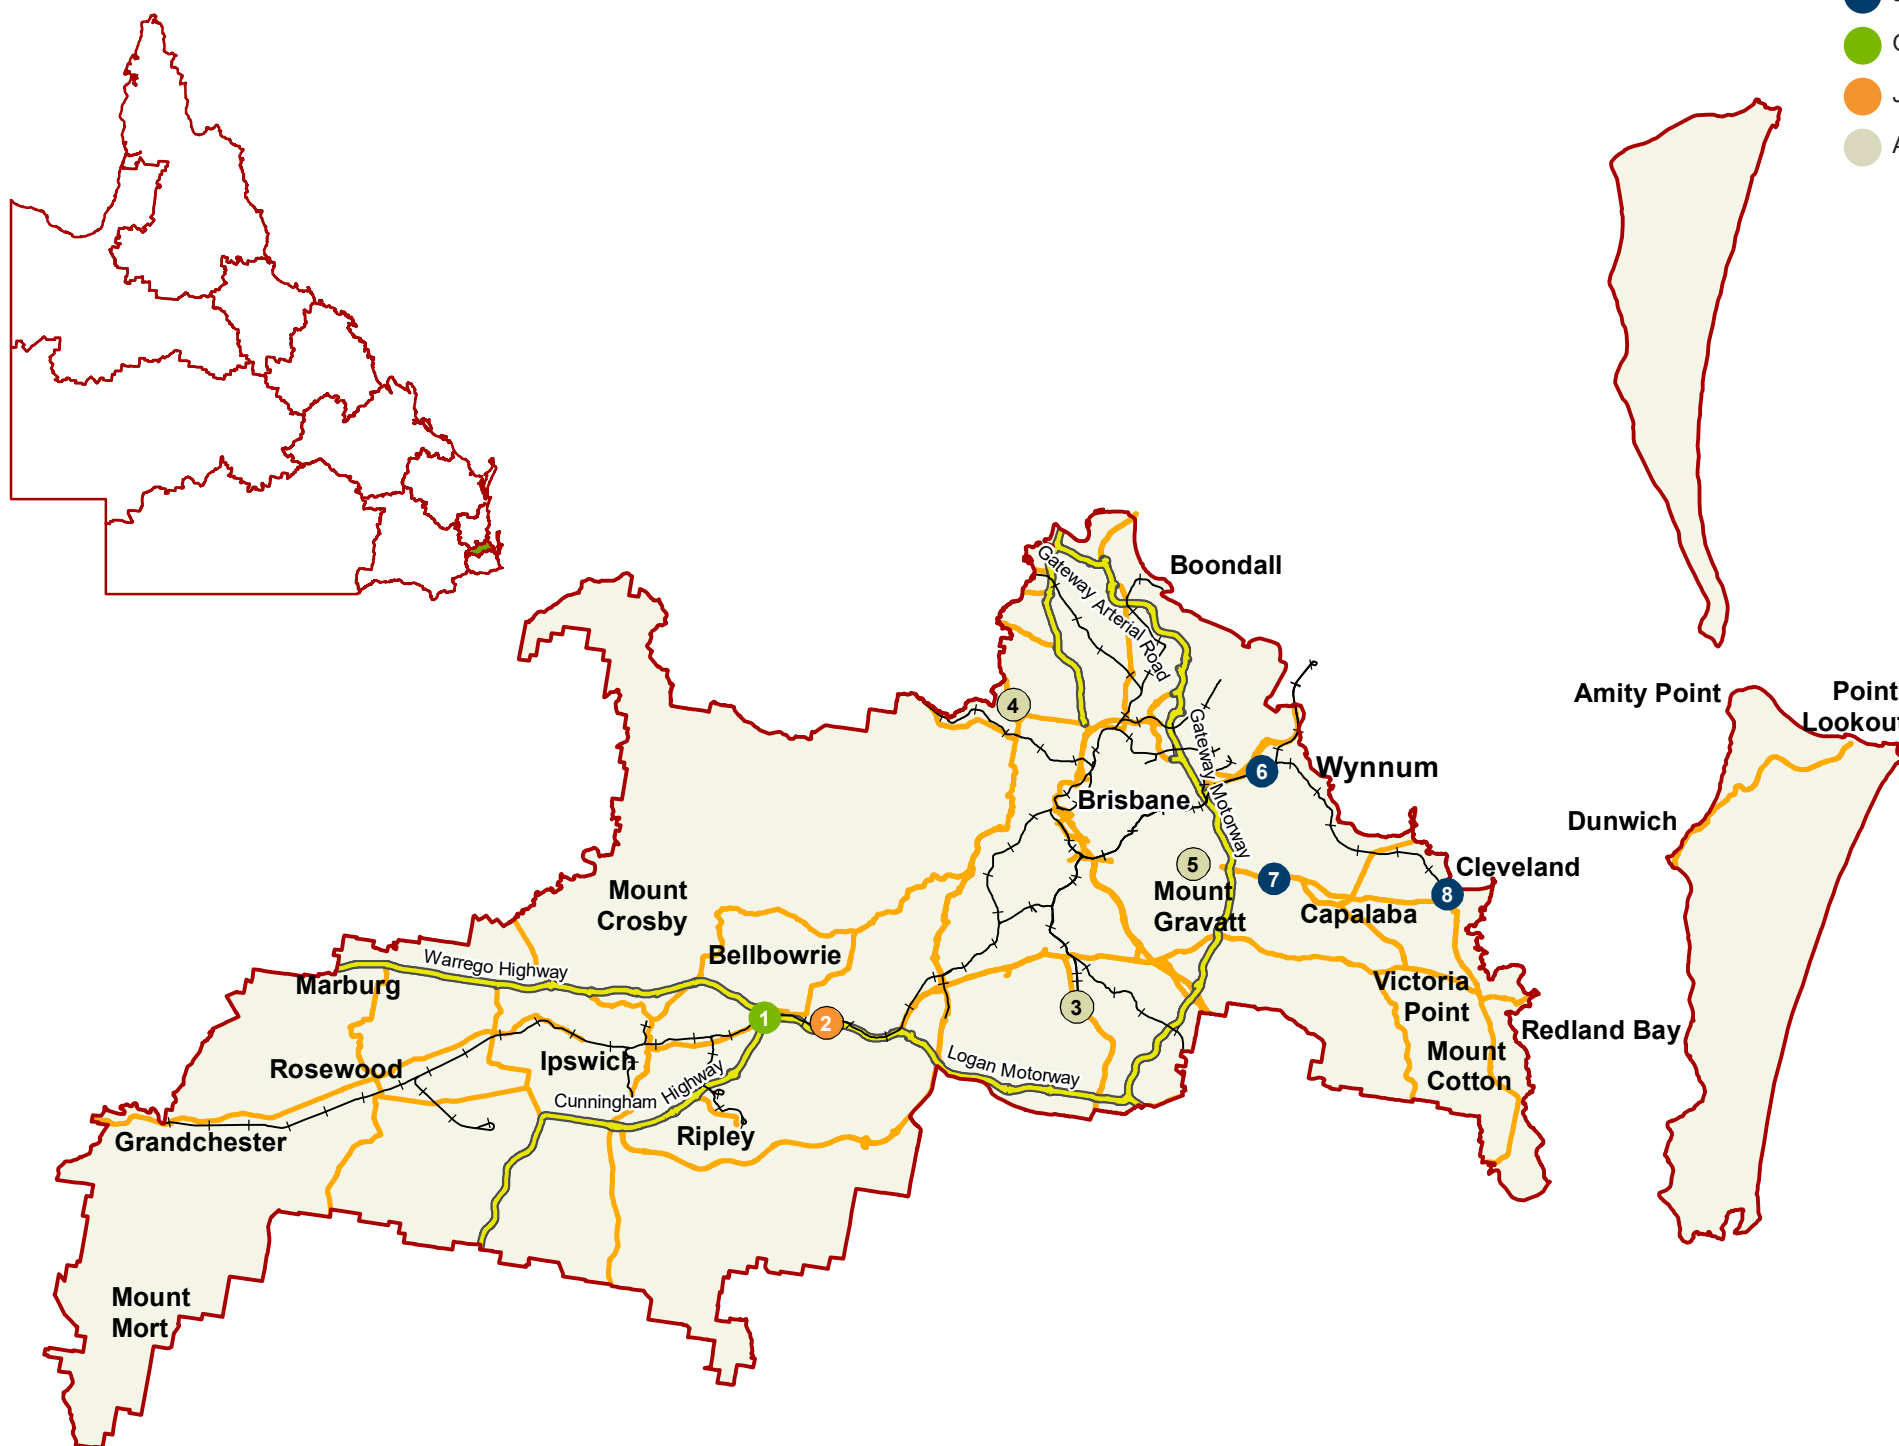 Boondall
Gateway Arterial Road
Amity Point
Point
Lookout
4
Gateway Motorway
6
Wynnum
Brisbane
Dunwich
5
7
Cleveland
8
Mount
Crosby
Mount
Gravatt
Capalaba
Bellbowrie
Warrego Highway
Marburg
Victoria
Point
1
2
3
Redland Bay
Rosewood
Ipswich
Logan Motorway
Mount
Cotton
Cunningham Highway
Grandchester
Ripley
Mount
Mort